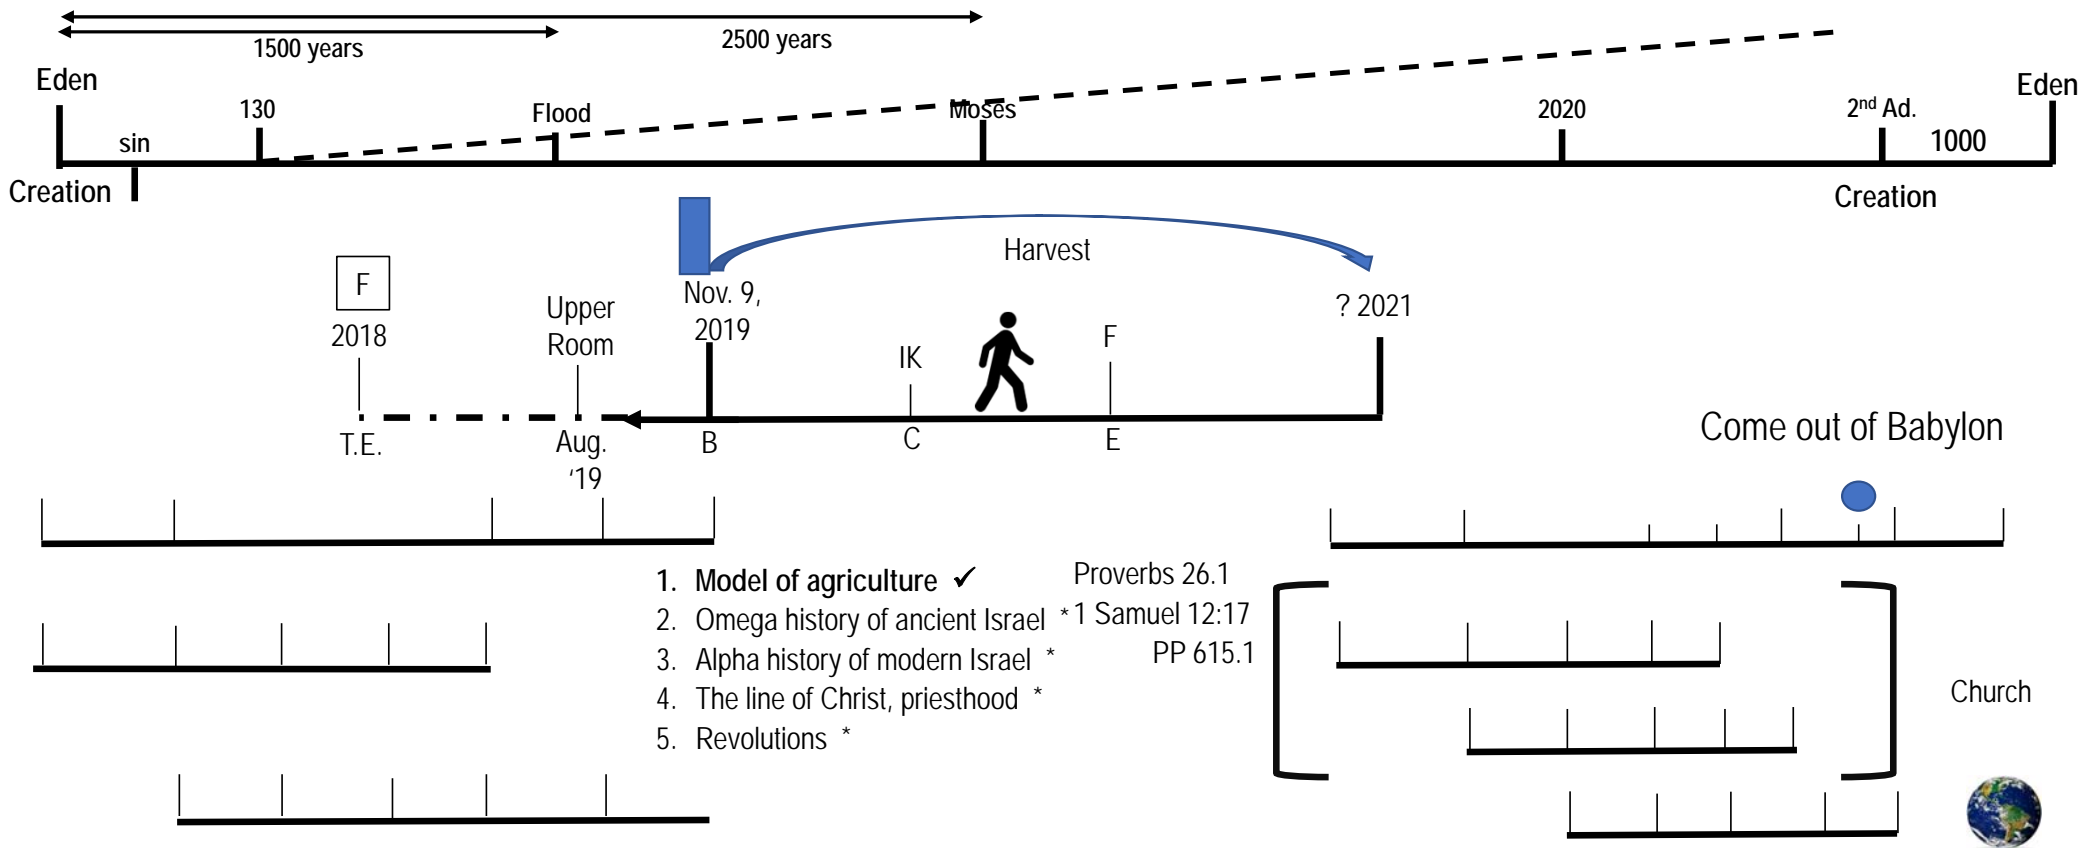 1500 years
2500 years
Eden
sin
130
Flood
Moses
2020
2nd Ad.
1000
Eden
Creation
Creation
Harvest
F
2018
Upper
Room
Nov. 9,
2019
IK
F
? 2021
T.E.
Aug.
‘19
B
C
E
Come out of Babylon
1. Model of agriculture ✓
2. Omega history of ancient Israel *
3. Alpha history of modern Israel *
4. The line of Christ, priesthood *
5. Revolutions *
Proverbs 26.1
1 Samuel 12:17
PP 615.1
Church